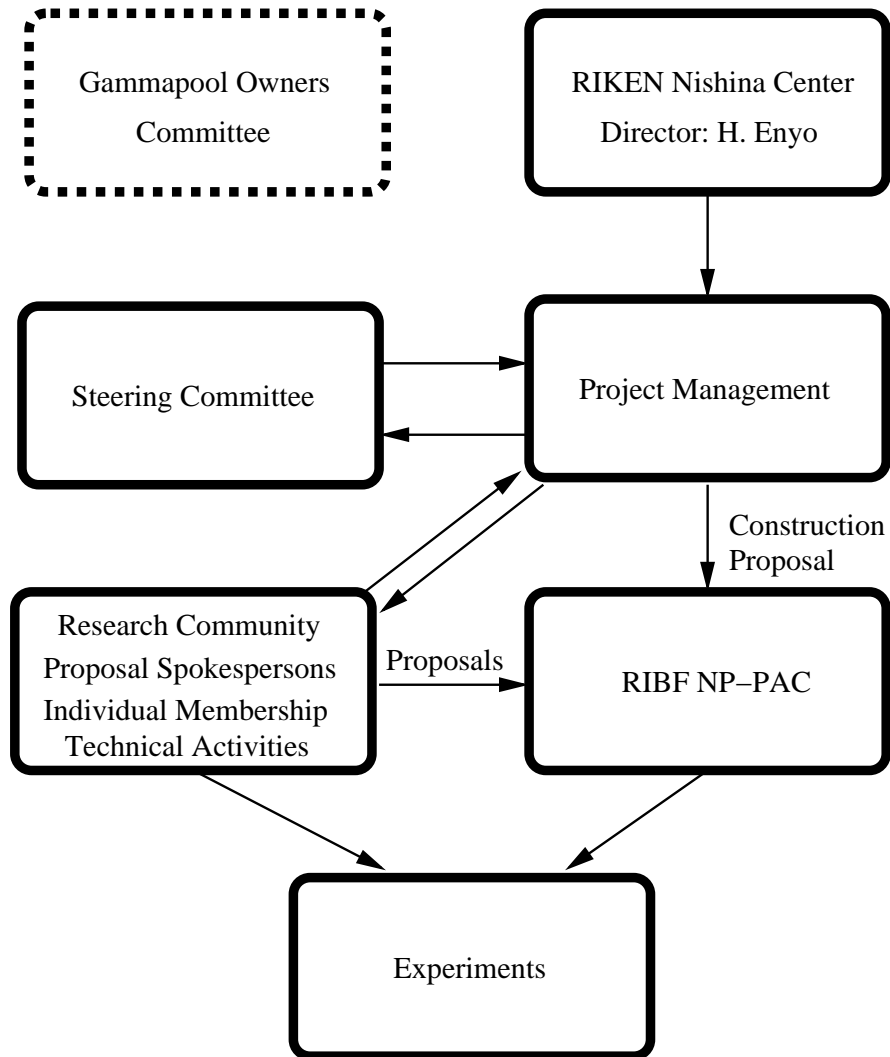 Gammapool Owners
Committee
RIKEN Nishina Center
Director: H. Enyo
Steering Committee
Project Management
Construction
Proposal
Research Community
Proposal Spokespersons
Individual Membership
Technical Activities
Proposals
RIBF NP−PAC
Experiments